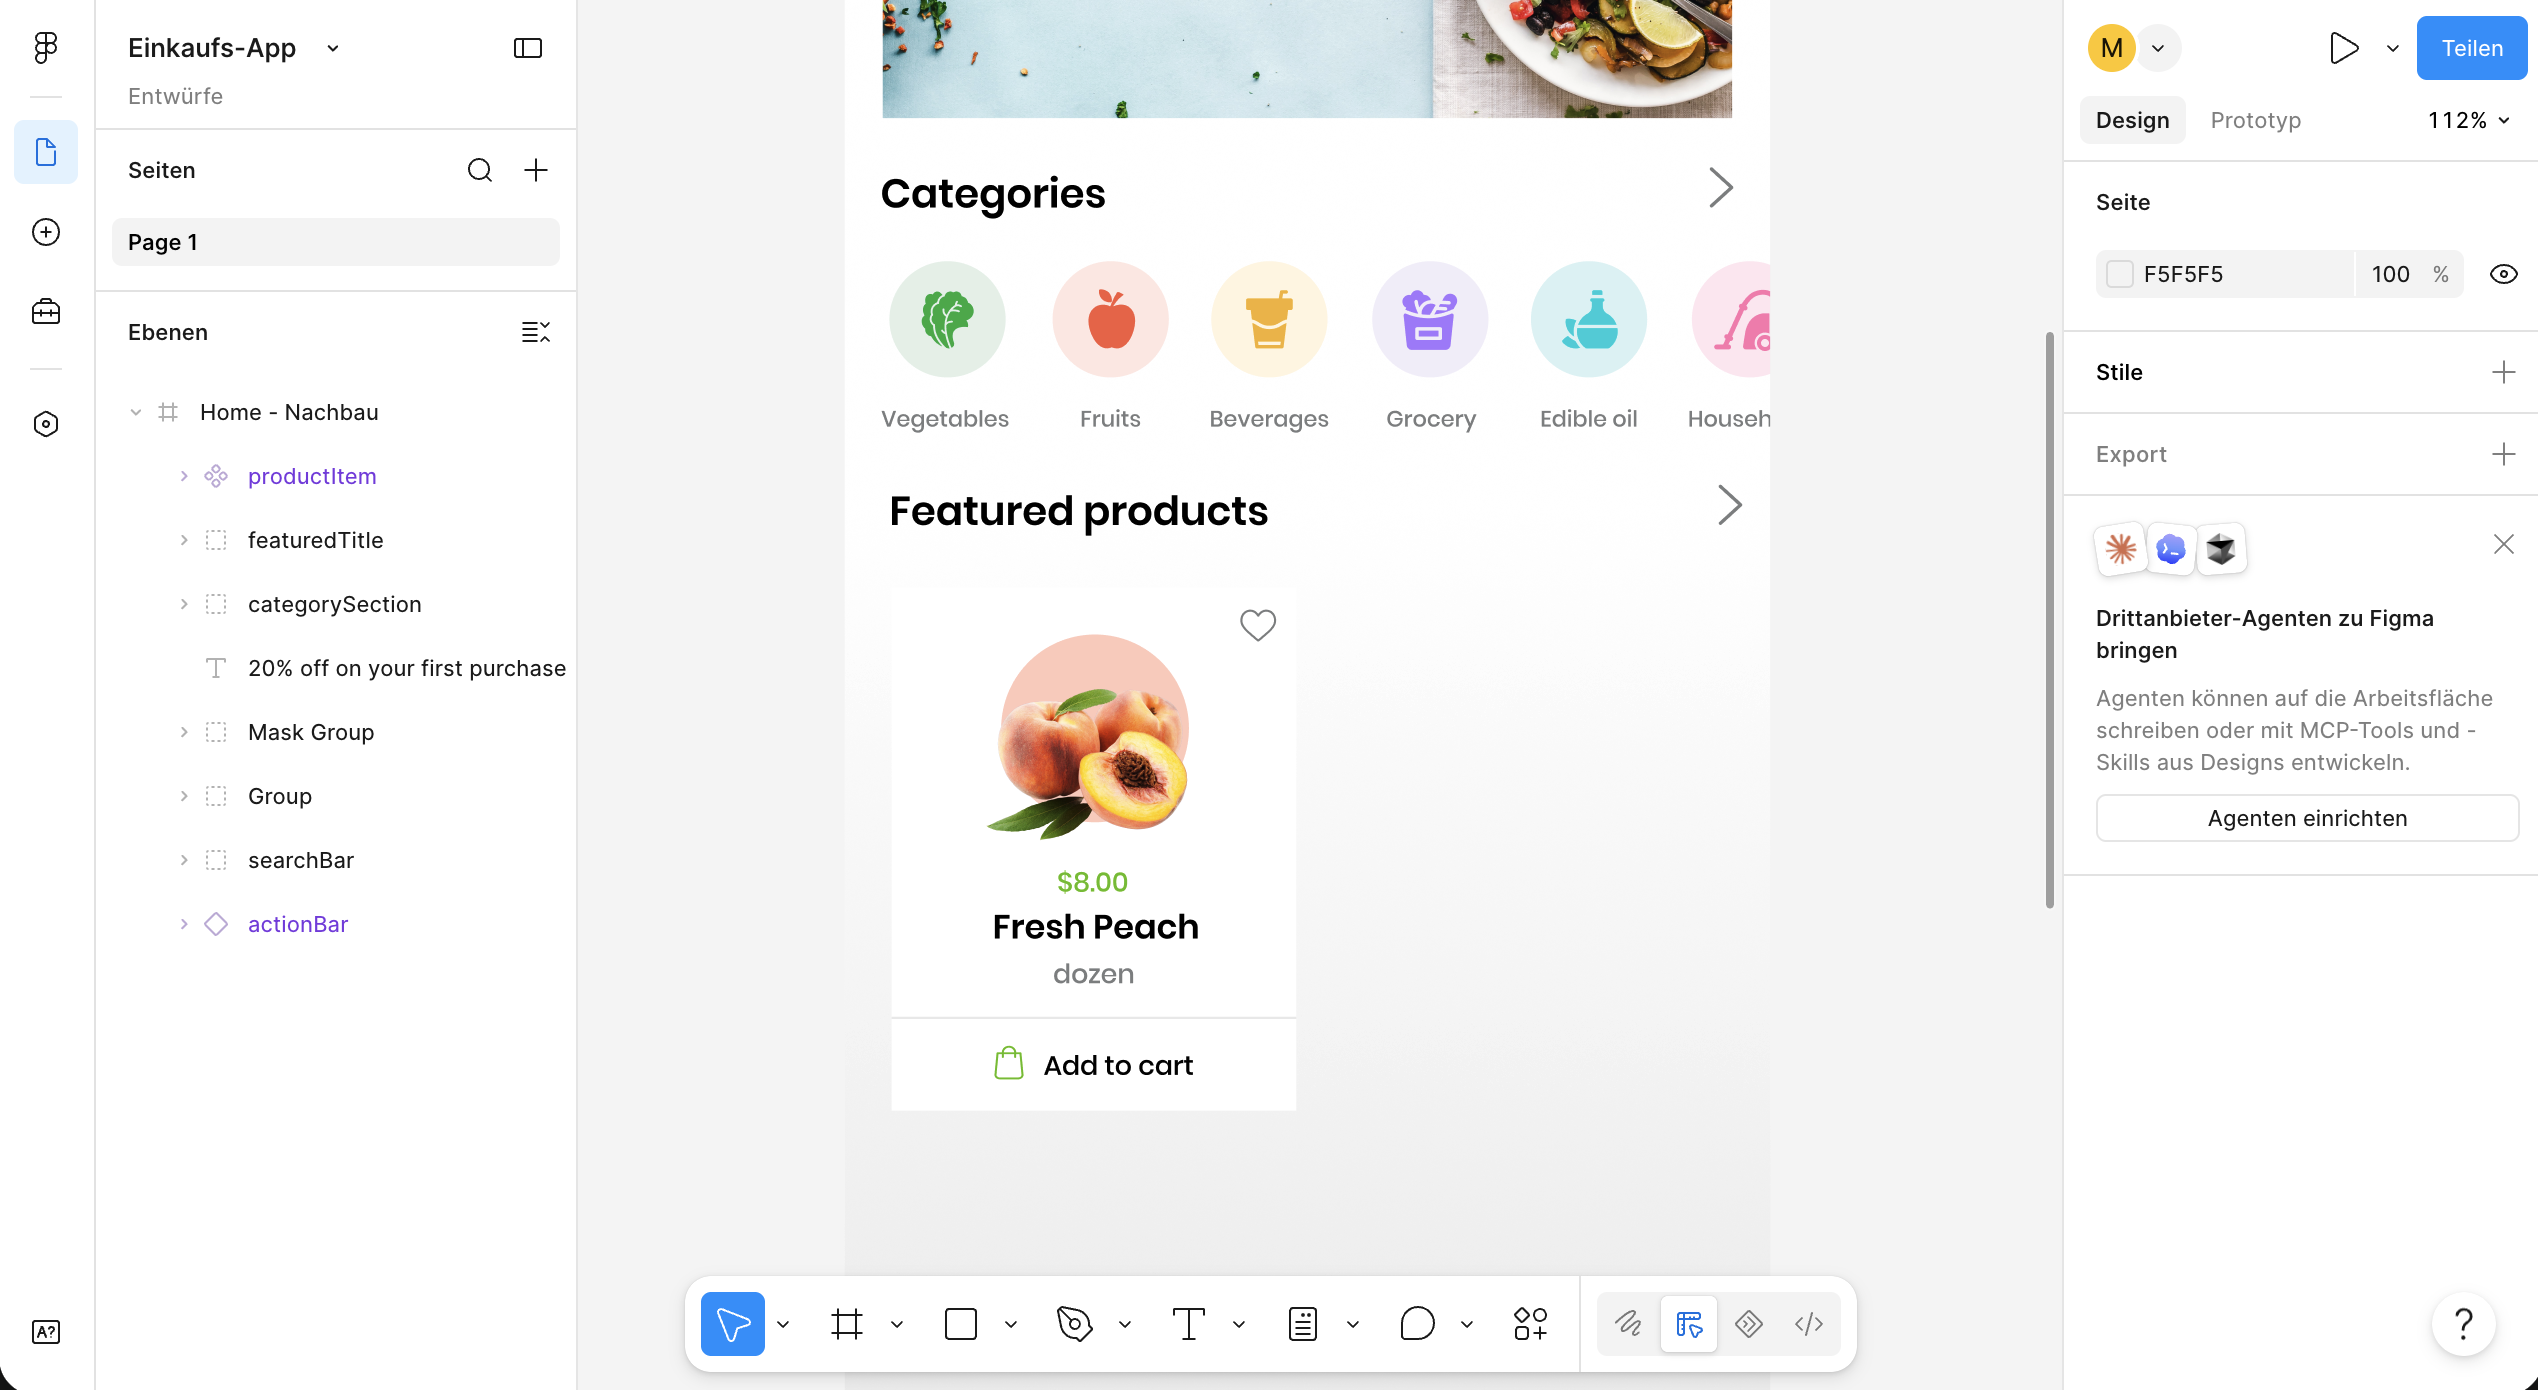 Einkaufs-App
Entwürfe
Seiten
Page 1
Ebenen
Home - Nachbau
productItem
featuredTitle
categorySection
20% off on your first purchase
Mask Group
Group
searchBar
actionBar
A?
Categories
Vegetables
Fruits
Beverages
Grocery
Edible oil
Househ
Featured products
$8.00
Fresh Peach
dozen
Add to cart
M
Teilen
Design
Prototyp
112%
Seite
F5F5F5
100
%
Stile
Export
Drittanbieter-Agenten zu Figma
bringen
Agenten können auf die Arbeitsfläche
schreiben oder mit MCP-Tools und -
Skills aus Designs entwickeln.
Agenten einrichten
?